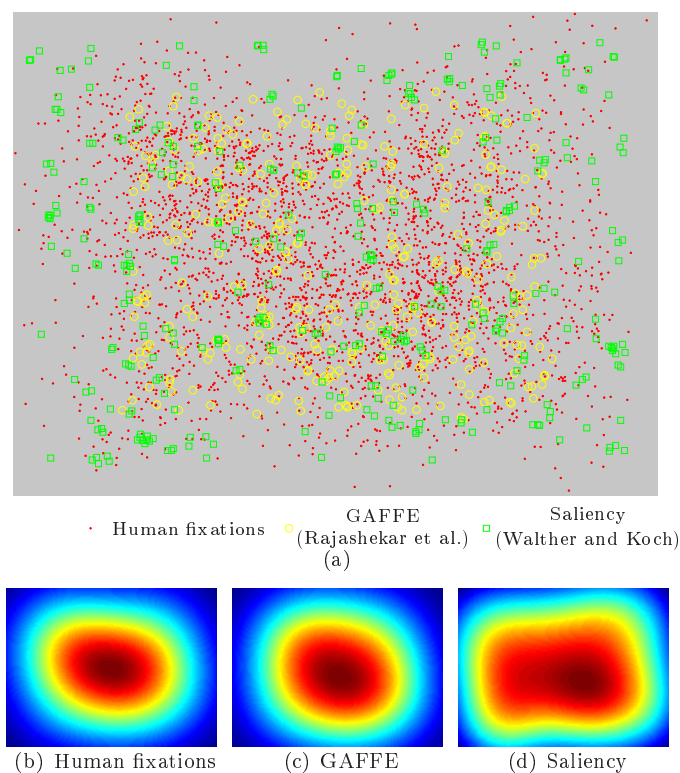 Human fixations
GAFFE
(Rajashekar et al.)
Saliency
(Walther and Koch)
(a)
(b) Human fixations
(c) GAFFE
(d) Saliency